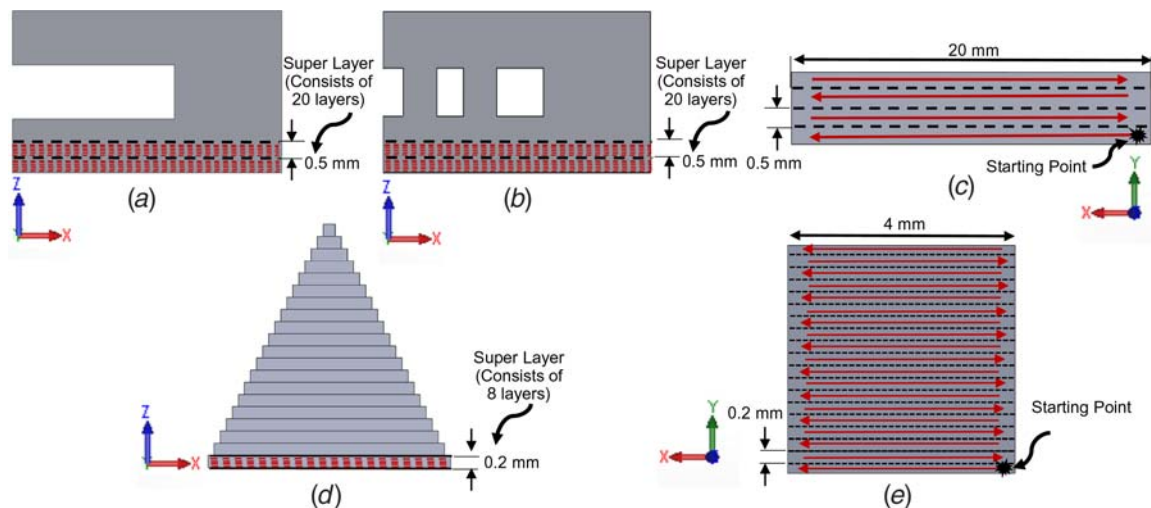 Super Layer
(Consists of
20 layers)
0.5 mm
Z
X
(a)
Super Layer
(Consists of
20 layers)
0.5 mm
Z
X
(b)
20 mm
0.5 mm
Starting Point
(c)
Y
X
Super Layer
(Consists of
8 layers)
0.2 mm
Z
X
(d)
4 mm
0.2 mm
Starting Point
Y
X
(e)